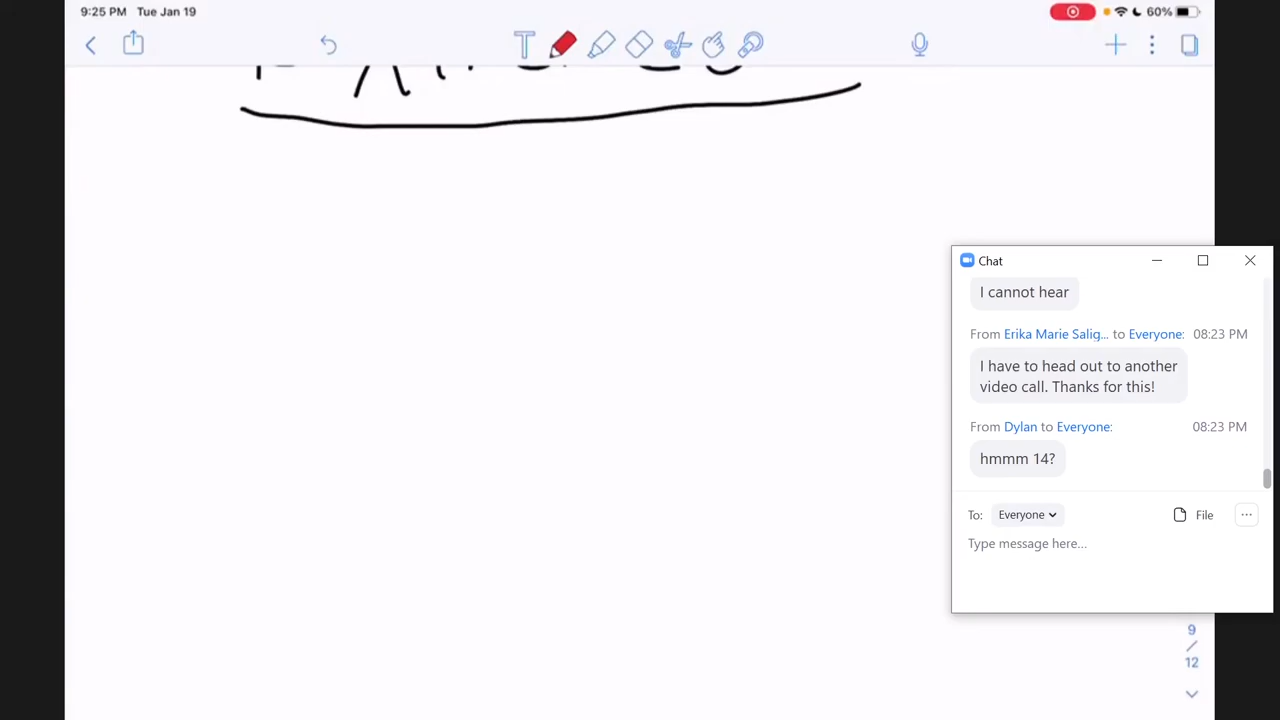 9:25 PM Tue Jan 19
60%
Chat
I cannot hear
From Erika Marie Salig... to Everyone: 08:23 PM
I have to head out to another
video call. Thanks for this!
From Dylan to Everyone: 08:23 PM
hmmm 14?
To: Everyone File
Type message here...
9
/
12